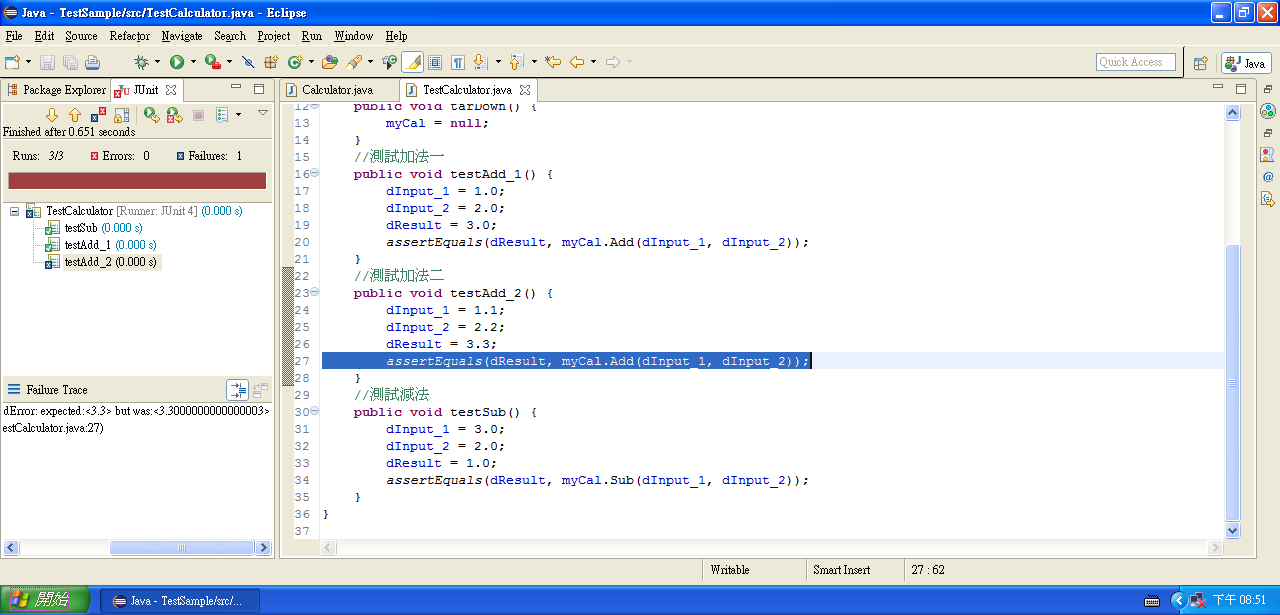 Java - TestSample/src/TestCalculator.java - Eclipse
File Edit Source Refactor Navigate Search Project Run Window Help
Quick Access Java
Package Explorer JUnit
Calculator.java TestCalculator.java
Finished after 0.651 seconds
Runs: 3/3 Errors: 0 Failures: 1
TestCalculator [Runner: JUnit 4] (0.000 s)
testSub (0.000 s)
testAdd_1 (0.000 s)
testAdd_2 (0.000 s)
Failure Trace
dError: expected:<3.3> but was:<3.3000000000000003>
estCalculator.java:27)
12 public void tarDown() {
13 myCal = null;
14 }
15 //測試加法一
16 public void testAdd_1() {
17 dInput_1 = 1.0;
18 dInput_2 = 2.0;
19 dResult = 3.0;
20 assertEquals(dResult, myCal.Add(dInput_1, dInput_2));
21 }
22 //測試加法二
23 public void testAdd_2() {
24 dInput_1 = 1.1;
25 dInput_2 = 2.2;
26 dResult = 3.3;
27 assertEquals(dResult, myCal.Add(dInput_1, dInput_2));
28 }
29 //測試減法
30 public void testSub() {
31 dInput_1 = 3.0;
32 dInput_2 = 2.0;
33 dResult = 1.0;
34 assertEquals(dResult, myCal.Sub(dInput_1, dInput_2));
35 }
36 }
37
Writable Smart Insert 27 : 62
開始 Java - TestSample/src/... 下午 08:51